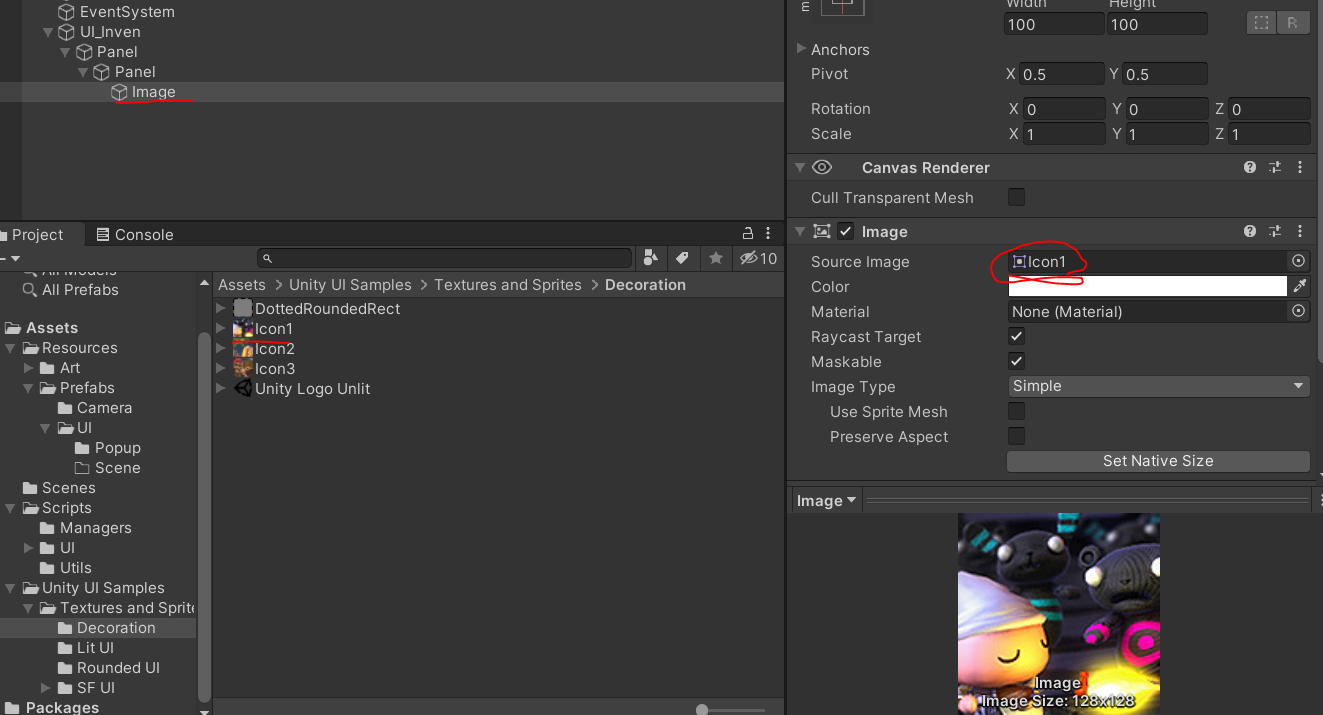 EventSystem
UI_Inven
Panel
Panel
Image
Project
Console
10
All Models
All Prefabs
Assets
Resources
Art
Prefabs
Camera
UI
Popup
Scene
Scenes
Scripts
Managers
UI
Utils
Unity UI Samples
Textures and Sprite
Decoration
Lit UI
Rounded UI
SF UI
Packages
Assets > Unity UI Samples > Textures and Sprites > Decoration
DottedRoundedRect
Icon1
Icon2
Icon3
Unity Logo Unlit
Width Height
100 100
R
Anchors
Pivot X 0.5 Y 0.5
Rotation X 0 Y 0 Z 0
Scale X 1 Y 1 Z 1
Canvas Renderer
Cull Transparent Mesh
Image
Source Image Icon1
Color
Material None (Material)
Raycast Target
Maskable
Image Type Simple
Use Sprite Mesh
Preserve Aspect
Set Native Size
Image
Image
Image Size: 128x128